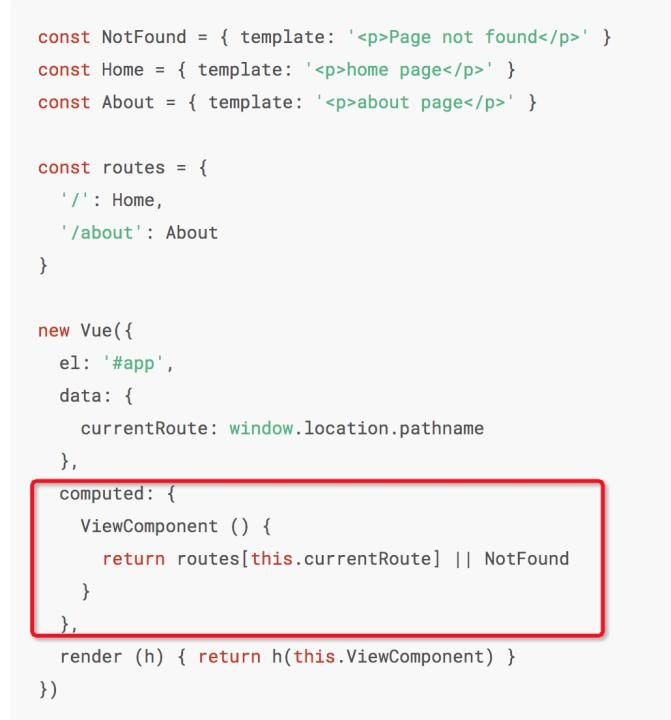 const NotFound = { template: '<p>Page not found</p>' }
const Home = { template: '<p>home page</p>' }
const About = { template: '<p>about page</p>' }

const routes = {
  '/': Home,
  '/about': About
}

new Vue({
  el: '#app',
  data: {
    currentRoute: window.location.pathname
  },
  computed: {
    ViewComponent () {
      return routes[this.currentRoute] || NotFound
    }
  },
  render (h) { return h(this.ViewComponent) }
})